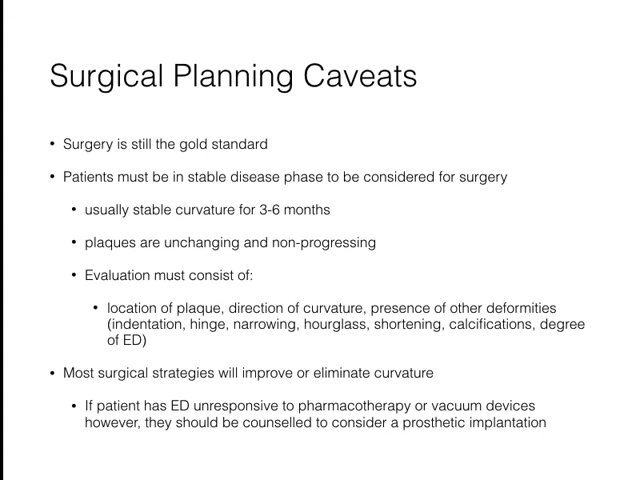 Surgical Planning Caveats
• Surgery is still the gold standard
• Patients must be in stable disease phase to be considered for surgery
• usually stable curvature for 3-6 months
• plaques are unchanging and non-progressing
• Evaluation must consist of:
• location of plaque, direction of curvature, presence of other deformities
(indentation, hinge, narrowing, hourglass, shortening, calcifications, degree
of ED)
• Most surgical strategies will improve or eliminate curvature
• If patient has ED unresponsive to pharmacotherapy or vacuum devices
however, they should be counselled to consider a prosthetic implantation